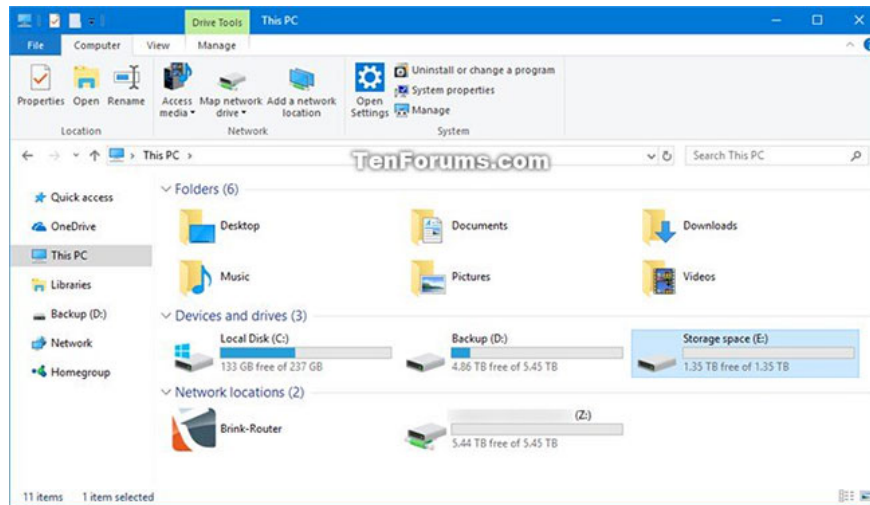 Drive Tools This PC
File Computer View Manage
Properties Open Rename Access media Map network drive Add a network location Open Settings Uninstall or change a program
System properties
Manage
Location Network System
This PC TenForums.com Search This PC
Quick access
OneDrive
This PC
Libraries
Backup (D:)
Network
Homegroup
Folders (6)
Desktop Documents Downloads
Music Pictures Videos
Devices and drives (3)
Local Disk (C:) Backup (D:) Storage space (E:)
133 GB free of 237 GB 4.86 TB free of 5.45 TB 1.35 TB free of 1.35 TB
Network locations (2)
Brink-Router (Z:)
5.44 TB free of 5.45 TB
11 items 1 item selected